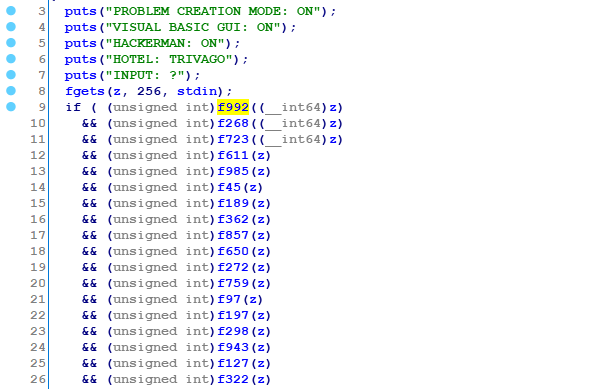 3 puts("PROBLEM CREATION MODE: ON");
4 puts("VISUAL BASIC GUI: ON");
5 puts("HACKERMAN: ON");
6 puts("HOTEL: TRIVAGO");
7 puts("INPUT: ?");
8 fgets(z, 256, stdin);
9 if ( (unsigned int)f992((__int64)z)
10 && (unsigned int)f268((__int64)z)
11 && (unsigned int)f723((__int64)z)
12 && (unsigned int)f611(z)
13 && (unsigned int)f985(z)
14 && (unsigned int)f45(z)
15 && (unsigned int)f189(z)
16 && (unsigned int)f362(z)
17 && (unsigned int)f857(z)
18 && (unsigned int)f650(z)
19 && (unsigned int)f272(z)
20 && (unsigned int)f759(z)
21 && (unsigned int)f97(z)
22 && (unsigned int)f197(z)
23 && (unsigned int)f298(z)
24 && (unsigned int)f943(z)
25 && (unsigned int)f127(z)
26 && (unsigned int)f322(z)